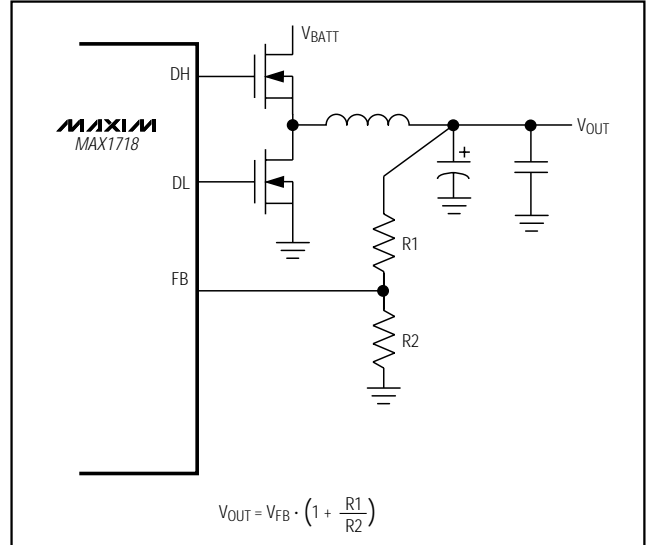 VBATT
DH
MAXIM
MAX1718
+
VOUT
DL
R1
FB
R2
VOUT = VFB · (1 + R1/R2)